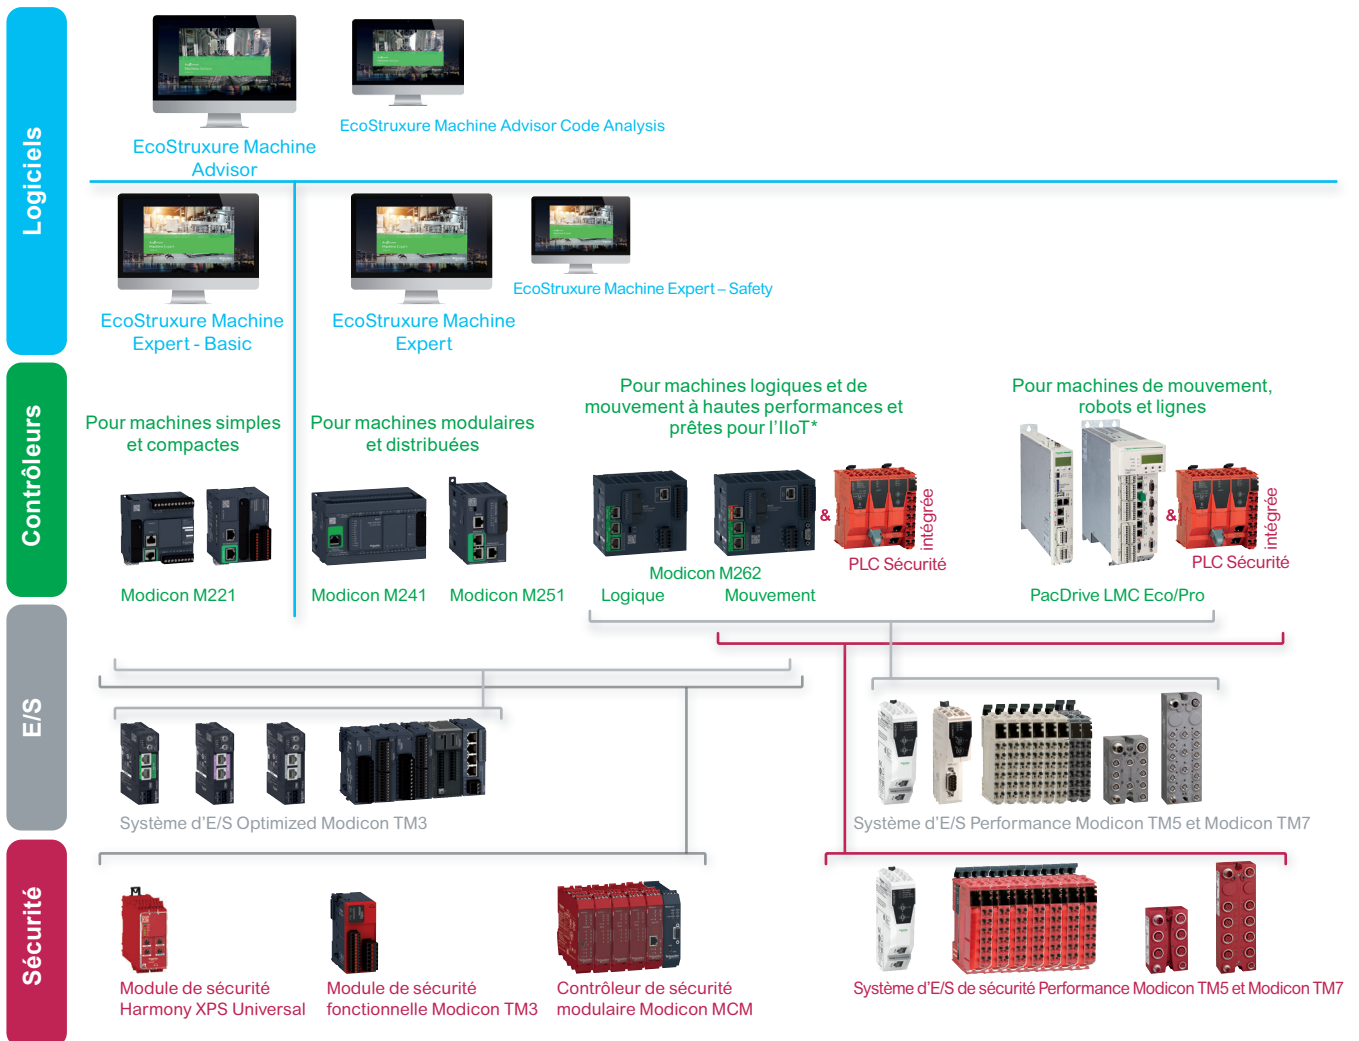 Logiciels
EcoStruxure Machine
Advisor
EcoStruxure Machine Advisor Code Analysis
EcoStruxure Machine
Expert - Basic
EcoStruxure Machine
Expert
EcoStruxure Machine Expert – Safety
Contrôleurs
Pour machines simples
et compactes
Pour machines modulaires
et distribuées
Pour machines logiques et de
mouvement à hautes performances et
prêtes pour l'IIoT*
Pour machines de mouvement,
robots et lignes
&
intégrée
PLC Sécurité
&
intégrée
PLC Sécurité
Modicon M221
Modicon M241
Modicon M251
Modicon M262
Logique
Mouvement
PacDrive LMC Eco/Pro
E/S
Système d'E/S Optimized Modicon TM3
Système d'E/S Performance Modicon TM5 et Modicon TM7
Sécurité
Module de sécurité
Harmony XPS Universal
Module de sécurité
fonctionnelle Modicon TM3
Contrôleur de sécurité
modulaire Modicon MCM
Système d'E/S de sécurité Performance Modicon TM5 et Modicon TM7